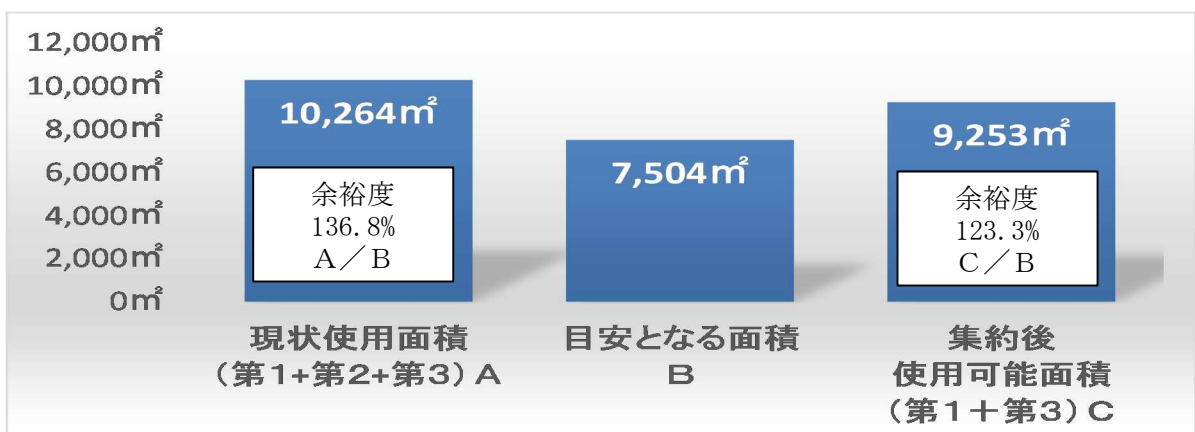 12,000㎡
10,000㎡
8,000㎡
6,000㎡
4,000㎡
2,000㎡
0㎡
10,264㎡
余裕度
136.8%
A/B
7,504㎡
9,253㎡
余裕度
123.3%
C/B
現状使用面積
(第1+第2+第3)A
目安となる面積
B
集約後
使用可能面積
(第1+第3)C